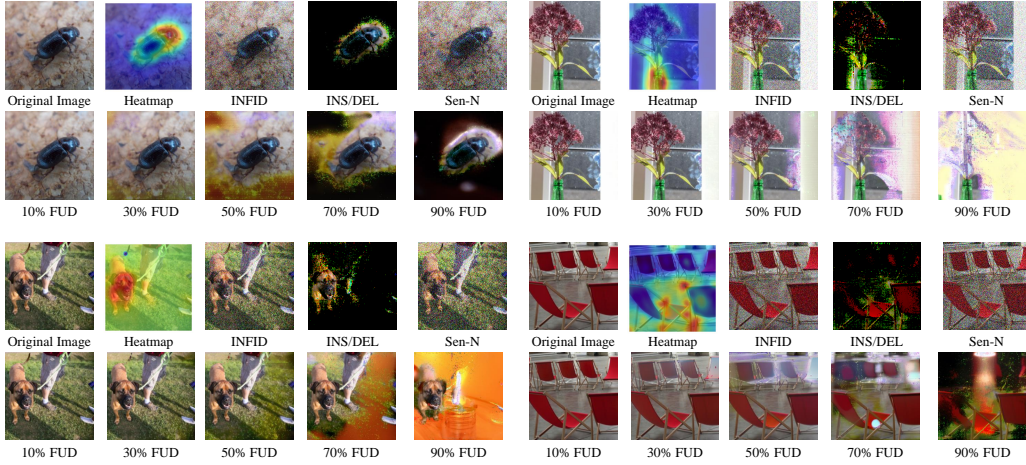 Original Image Heatmap INFID INS/DEL Sen-N Original Image Heatmap INFID INS/DEL Sen-N
10% FUD 30% FUD 50% FUD 70% FUD 90% FUD 10% FUD 30% FUD 50% FUD 70% FUD 90% FUD
Original Image Heatmap INFID INS/DEL Sen-N Original Image Heatmap INFID INS/DEL Sen-N
10% FUD 30% FUD 50% FUD 70% FUD 90% FUD 10% FUD 30% FUD 50% FUD 70% FUD 90% FUD